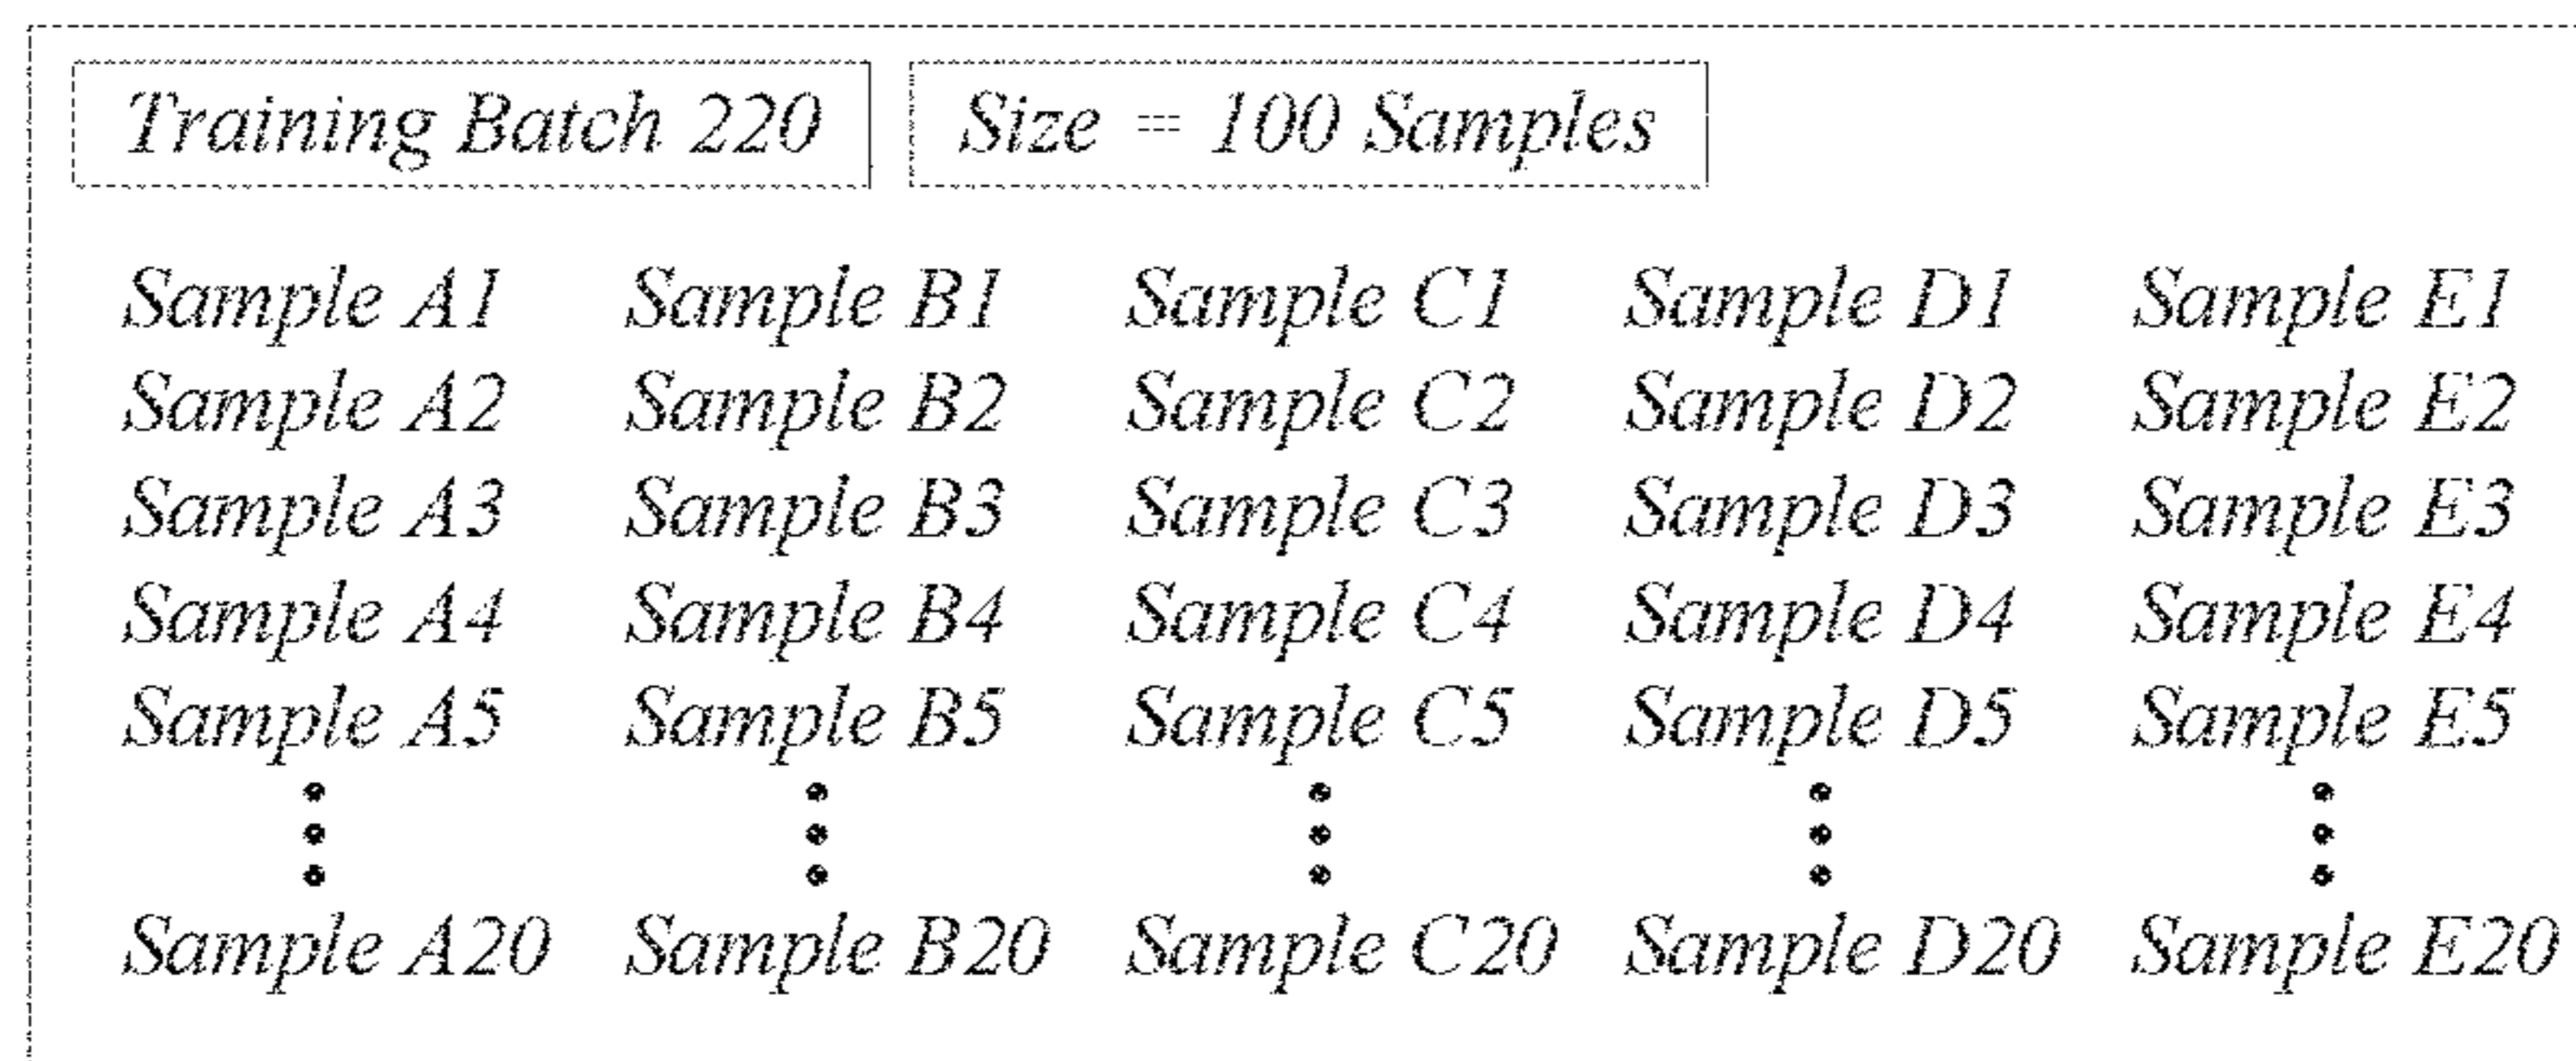 Training Batch 220 Size = 100 Samples
Sample A1 Sample B1 Sample C1 Sample D1 Sample E1
Sample A2 Sample B2 Sample C2 Sample D2 Sample E2
Sample A3 Sample B3 Sample C3 Sample D3 Sample E3
Sample A4 Sample B4 Sample C4 Sample D4 Sample E4
Sample A5 Sample B5 Sample C5 Sample D5 Sample E5
Sample A20 Sample B20 Sample C20 Sample D20 Sample E20